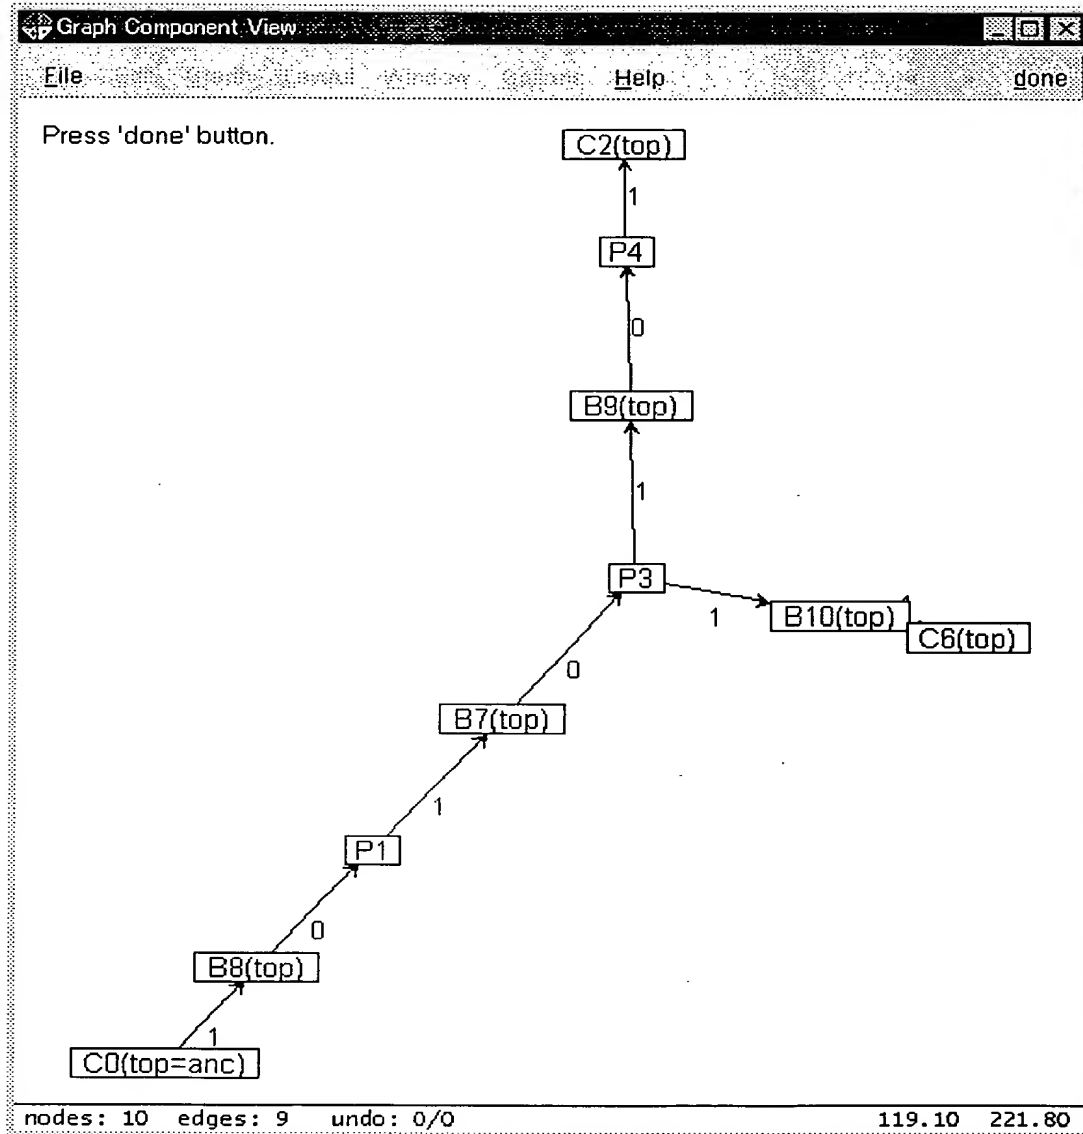 Graph Component View
File Window Options Help done
Press 'done' button.
C2(top)
1
P4
0
B9(top)
1
P3
1
B10(top)
C6(top)
0
B7(top)
1
P1
0
B8(top)
1
C0(top=anc)
nodes: 10 edges: 9 undo: 0/0 119.10 221.80